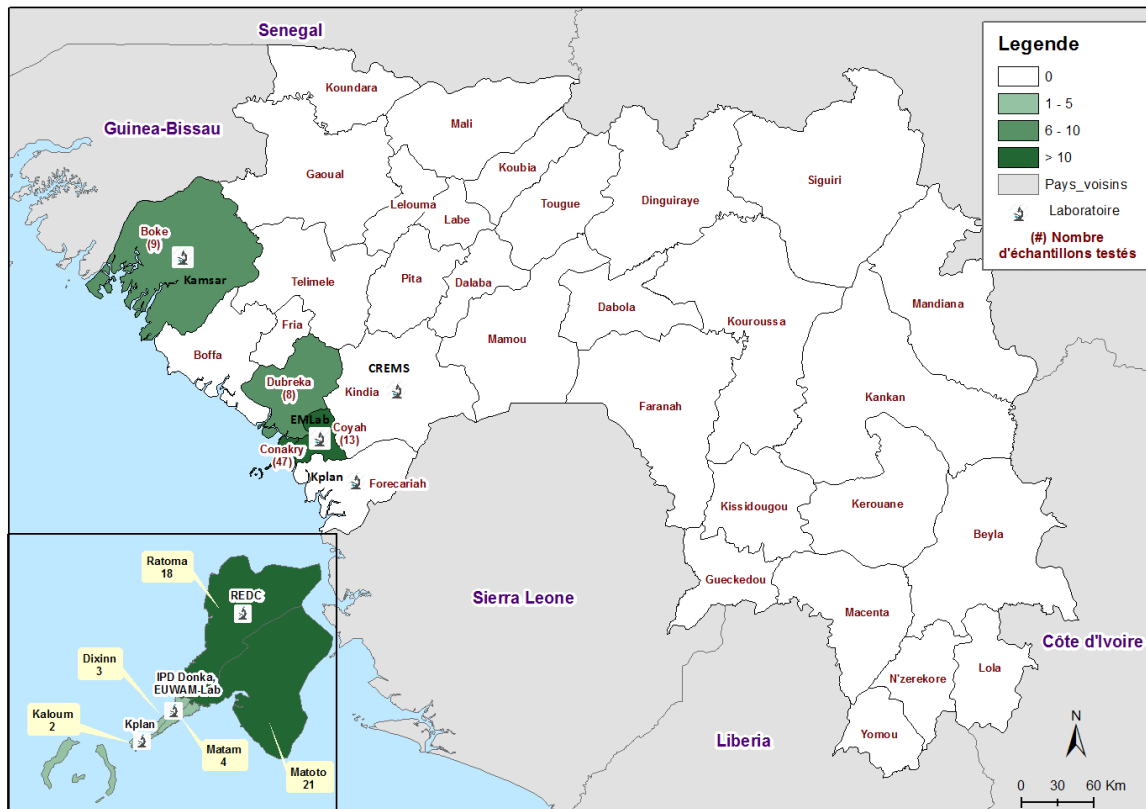 Senegal
Guinea-Bissau
Koundara
Mali
Gaoual
Koubia
Lelouma
Labe
Tougue
Dinguiraye
Siguiri
Boke
(9)
Kamsar
Telimele
Pita
Dalaba
Dabola
Kouroussa
Mandiana
Fria
Boffa
Mamou
Dubreka
(8)
CREMS
Kindia
EMLab
Coyah
(13)
Conakry
(47)
Kplan
Forecariah
Faranah
Kankan
Kissidougou
Kerouane
Beyla
Gueckedou
Macenta
Sierra Leone
Côte d'Ivoire
Lola
N'zerekore
Yomou
Liberia
Legende
0
1 - 5
6 - 10
> 10
Pays_voisins
Laboratoire
(#) Nombre
d'échantillons testés
Ratoma
18
REDC
Dixinn
3
IPD Donka,
EUWAM-Lab
Kaloum
2
Kplan
Matam
4
Matoto
21
N
0 30 60 Km